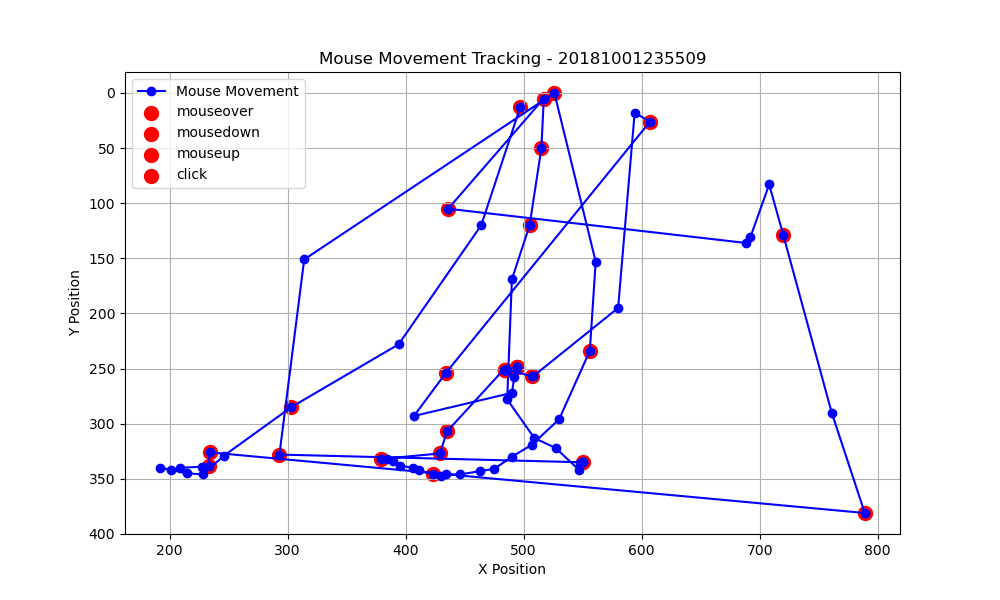 Mouse Movement Tracking - 20181001235509
Mouse Movement
mouseover
mousedown
mouseup
click
0
50
100
150
200
250
300
350
400
Y Position
200
300
400
500
600
700
800
X Position